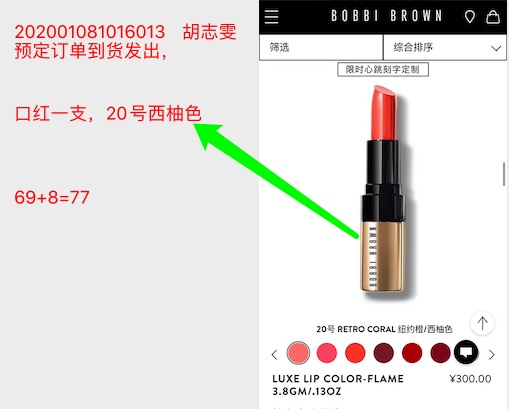 202001081016013 胡志雯
预定订单到货发出，
口红一支，20号西柚色
69+8=77
BOBBI BROWN
筛选
综合排序
限时心跳刻字定制
BOBBI BROWN
20号 RETRO CORAL 纽约橙/西柚色
LUXE LIP COLOR-FLAME
3.8GM/.13OZ
¥300.00